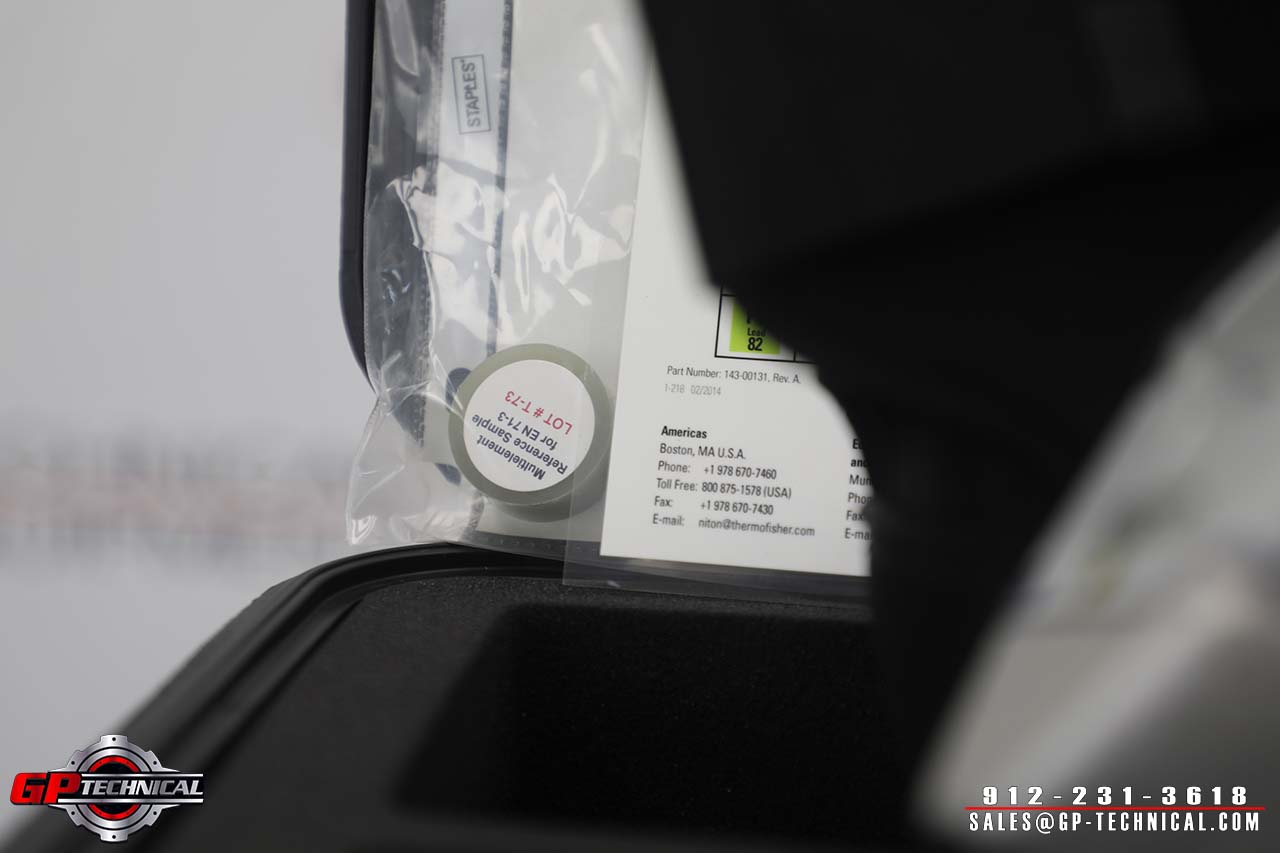 STAPLES
Multielement
Reference Sample
for EN 71-3
LOT # T-73
Lead
82
Part Number: 143-00131, Rev. A.
1-218 02/2014
Americas
Boston, MA U.S.A.
Phone: +1 978 670-7460
Toll Free: 800 875-1578 (USA)
Fax: +1 978 670-7430
E-mail: niton@thermofisher.com
GP TECHNICAL
912-231-3618
SALES@GP-TECHNICAL.COM